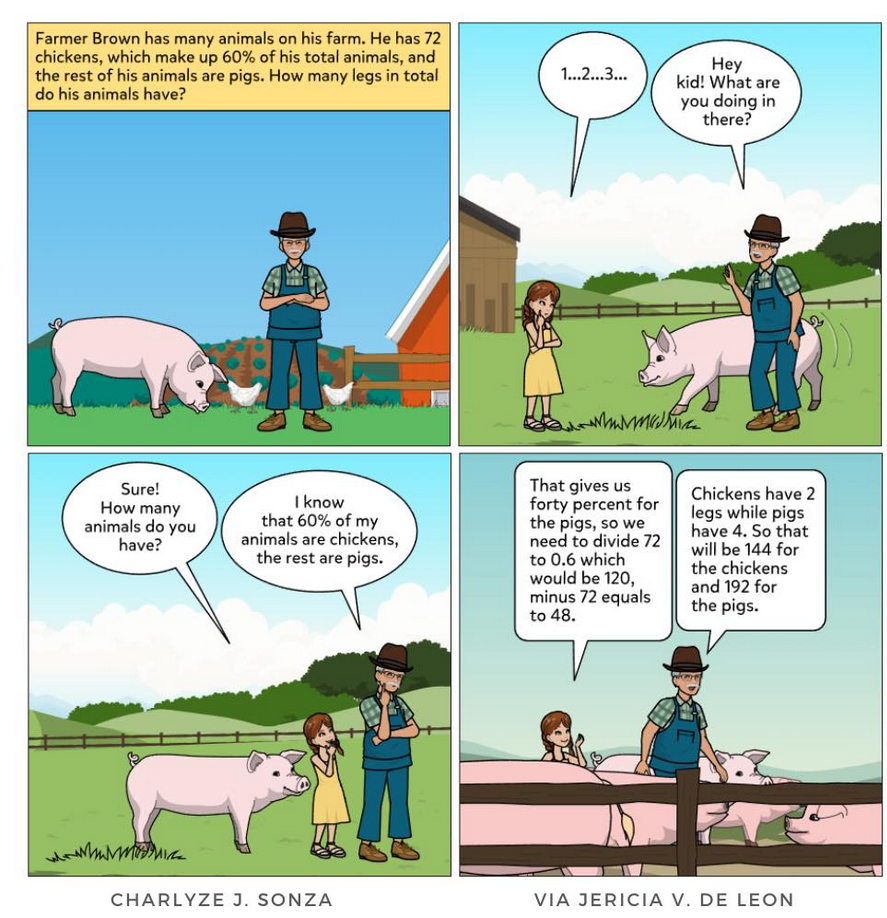 Farmer Brown has many animals on his farm. He has 72
chickens, which make up 60% of his total animals, and
the rest of his animals are pigs. How many legs in total
do his animals have?
1...2...3...
Hey
kid! What are
you doing in
there?
Sure!
How many
animals do you
have?
I know
that 60% of my
animals are chickens,
the rest are pigs.
That gives us
forty percent for
the pigs, so we
need to divide 72
to 0.6 which
would be 120,
minus 72 equals
to 48.
Chickens have 2
legs while pigs
have 4. So that
will be 144 for
the chickens
and 192 for
the pigs.
CHARLYZE J. SONZA
VIA JERICIA V. DE LEON